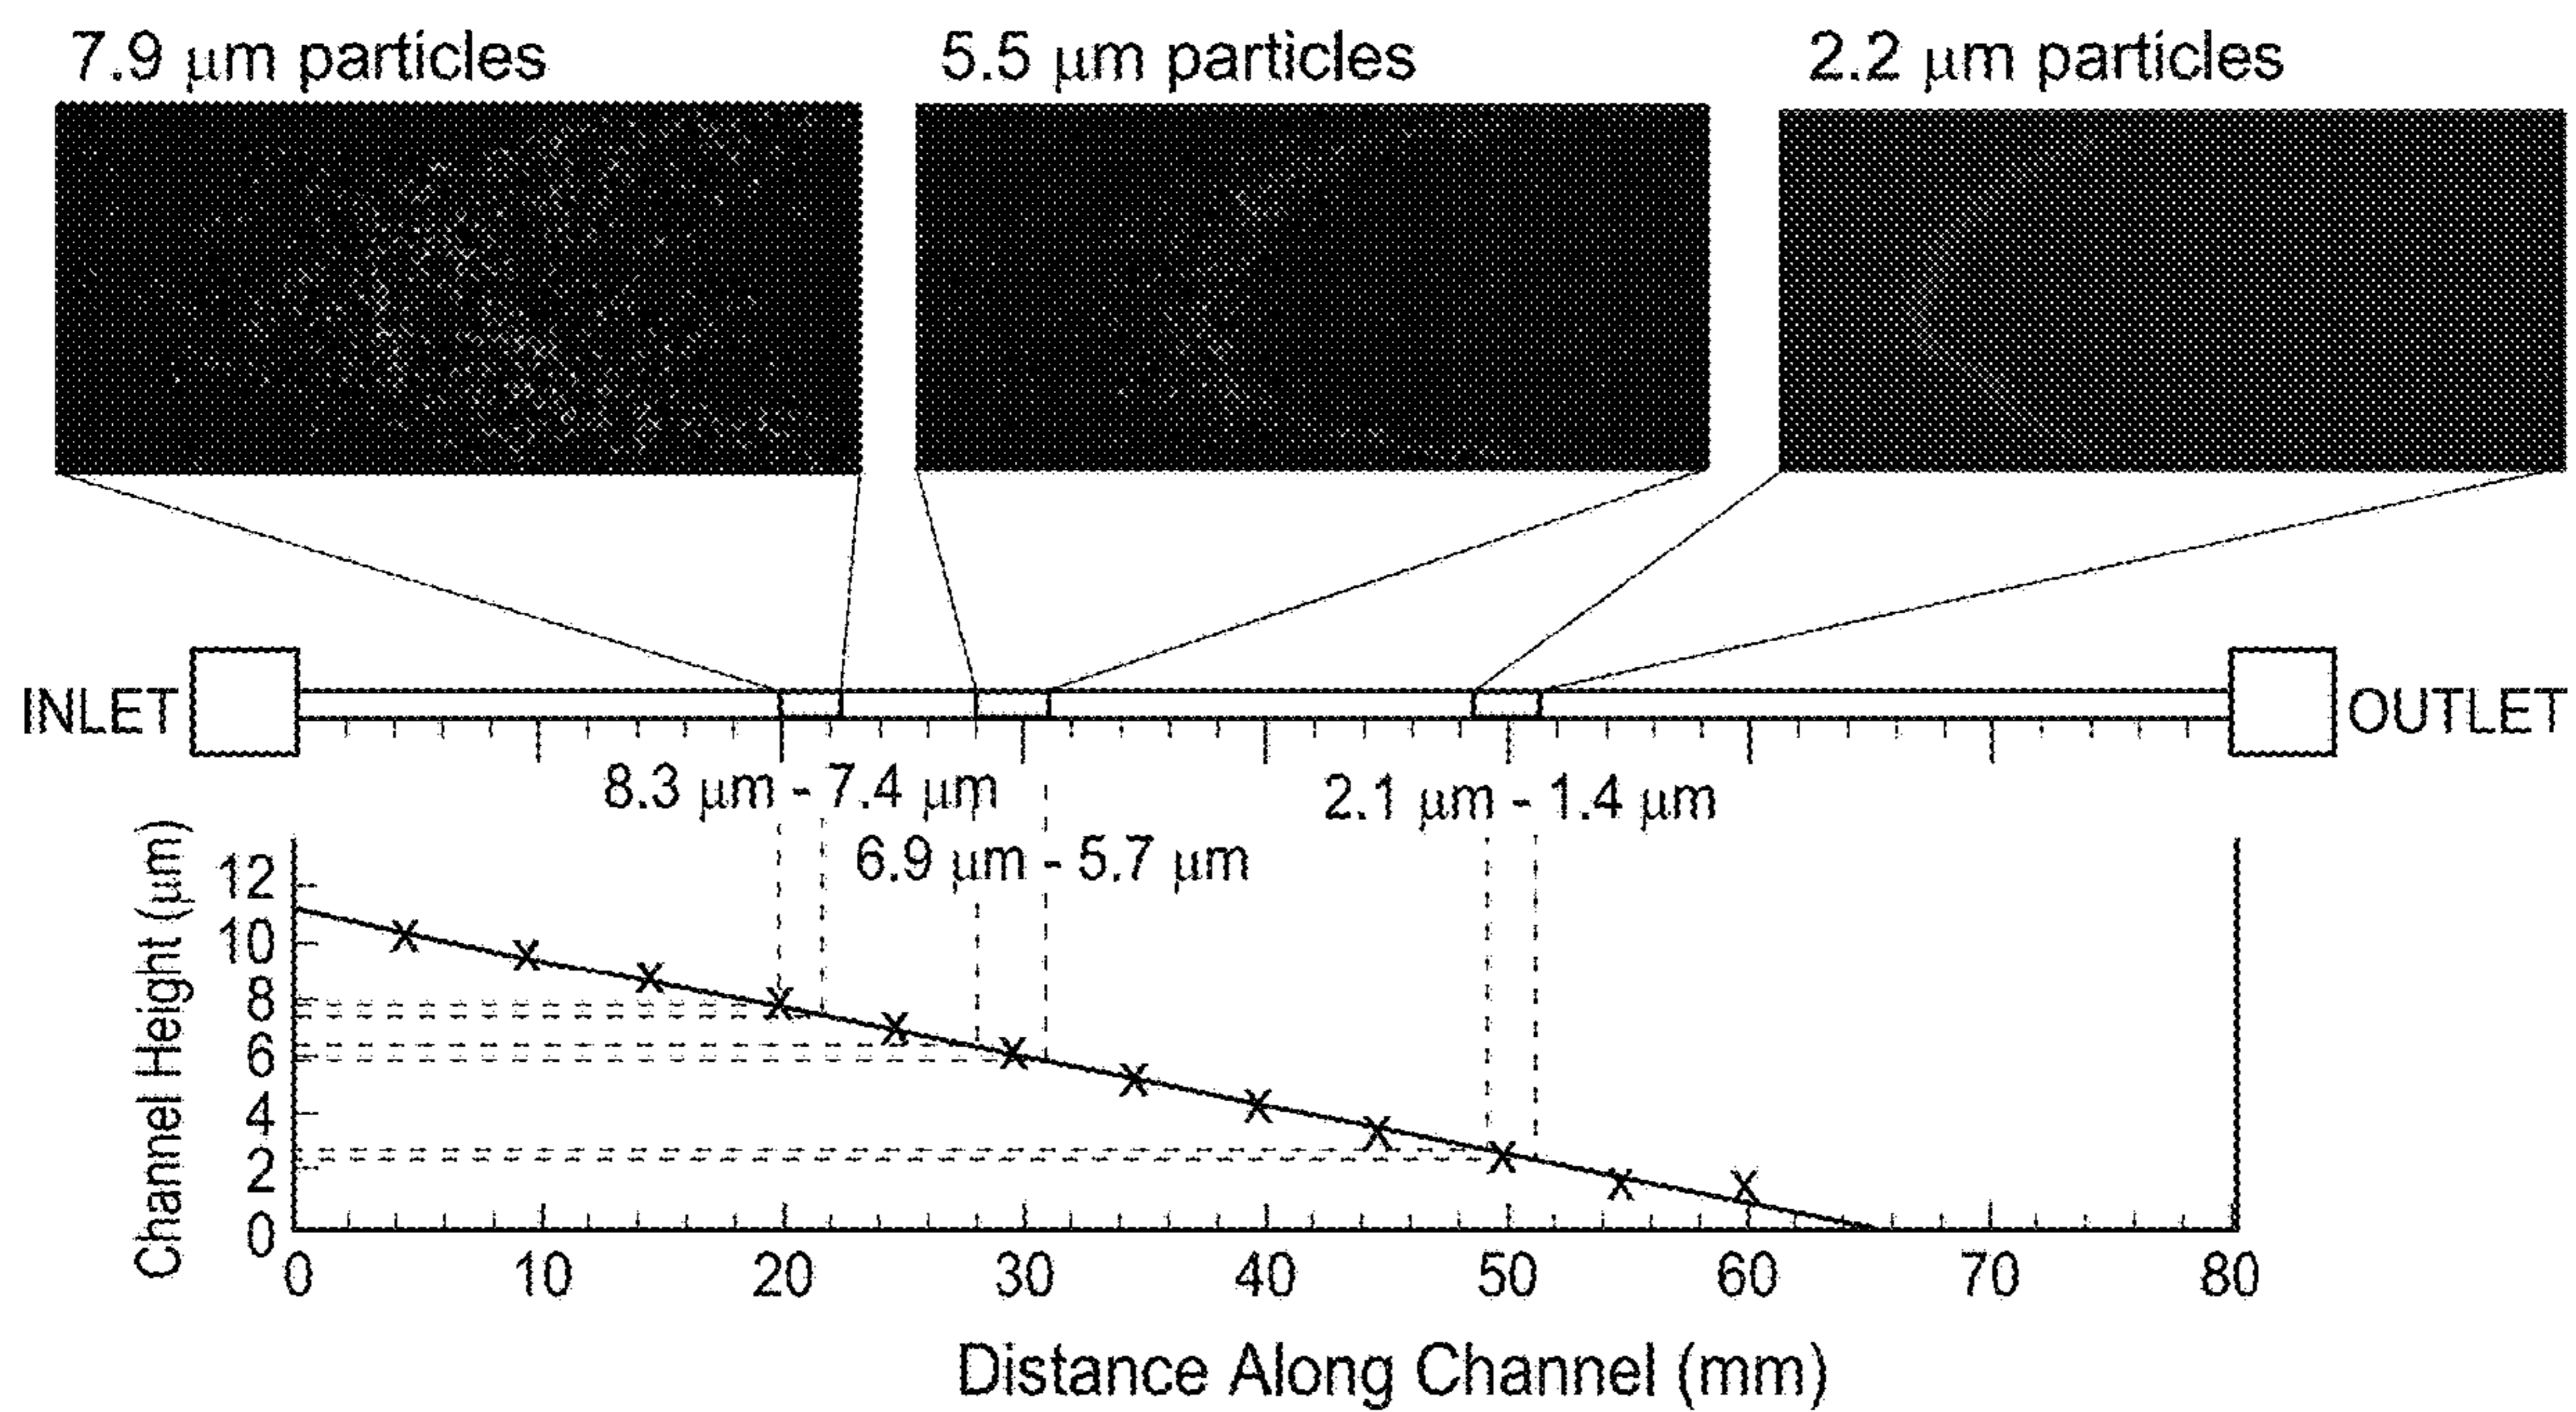 7.9 μm particles
5.5 μm particles
2.2 μm particles
INLET
OUTLET
8.3 μm - 7.4 μm
2.1 μm - 1.4 μm
6.9 μm - 5.7 μm
Channel Height (μm)
12
10
8
6
4
2
0
0 10 20 30 40 50 60 70 80
Distance Along Channel (mm)